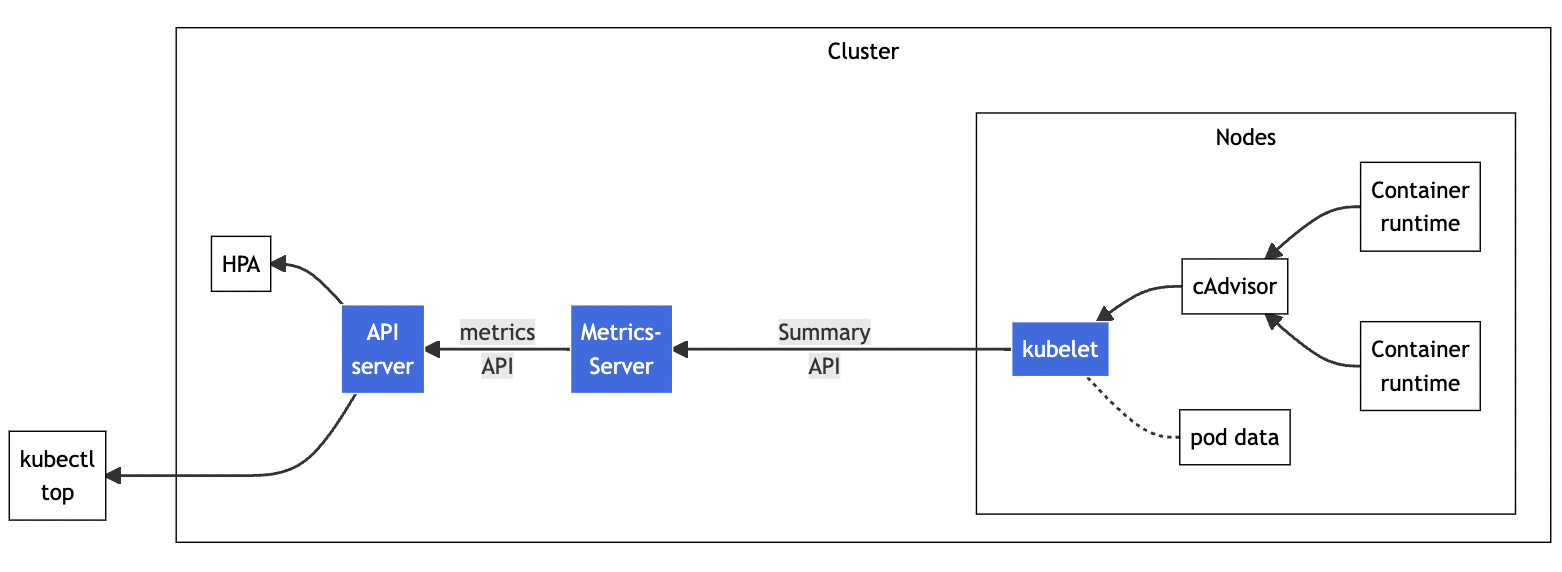 Cluster
Nodes
Container
runtime
HPA
cAdvisor
API
server
metrics
API
Metrics-
Server
Summary
API
kubelet
Container
runtime
pod data
kubectl
top